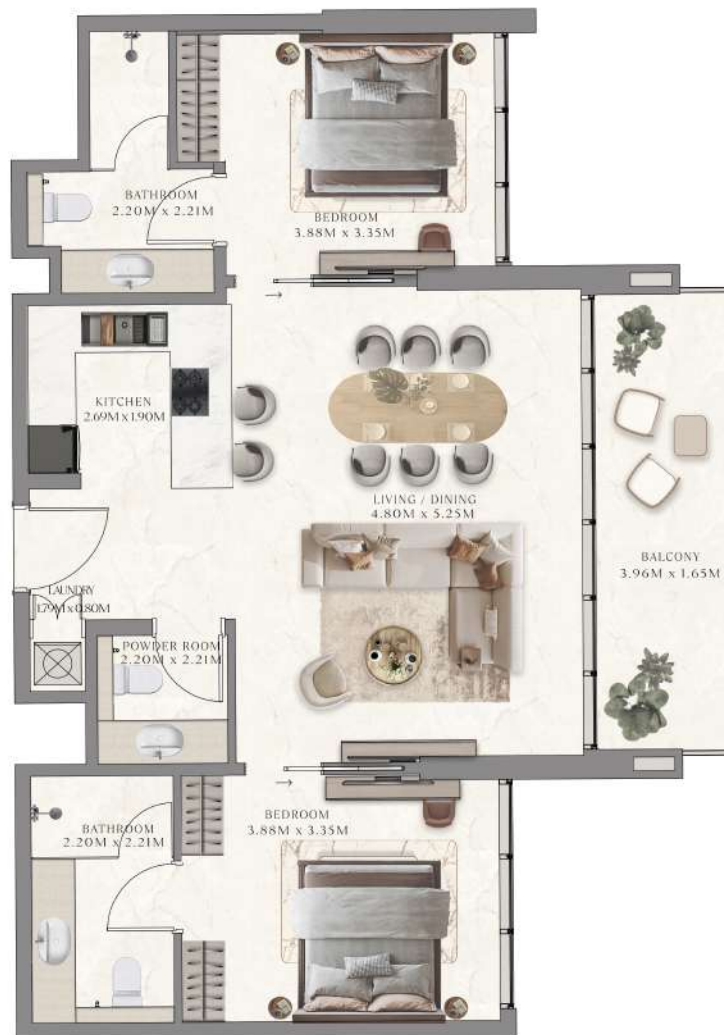 BATHROOM
2.20M x 2.21M
BEDROOM
3.88M x 3.35M
KITCHEN
2.69M x 1.90M
LIVING / DINING
4.80M x 5.25M
BALCONY
3.96M x 1.65M
LAUNDRY
1.79M x 0.80M
POWDER ROOM
2.20M x 2.21M
BATHROOM
2.20M x 2.21M
BEDROOM
3.88M x 3.35M